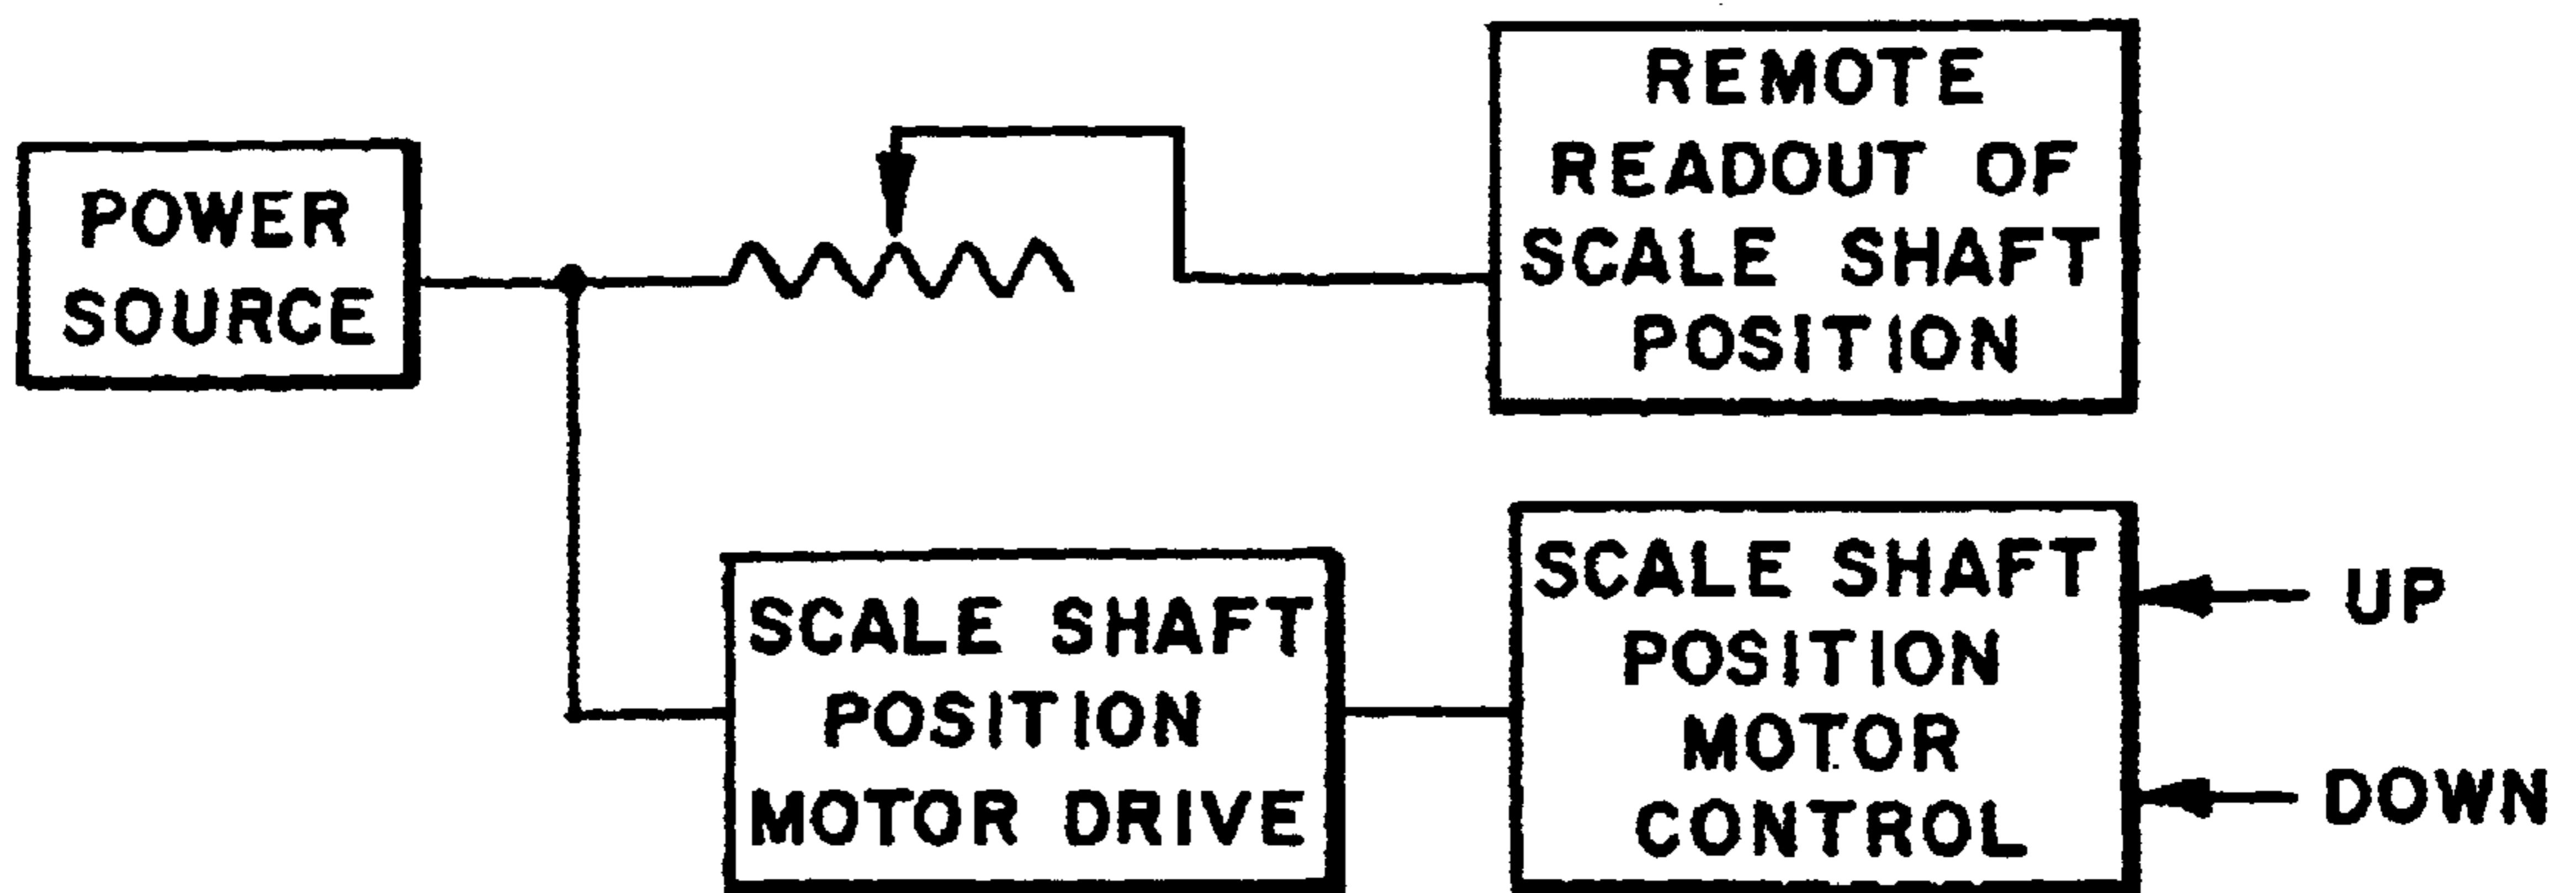 POWER
SOURCE
REMOTE
READOUT OF
SCALE SHAFT
POSITION
SCALE SHAFT
POSITION
MOTOR DRIVE
SCALE SHAFT
POSITION
MOTOR
CONTROL
UP
DOWN